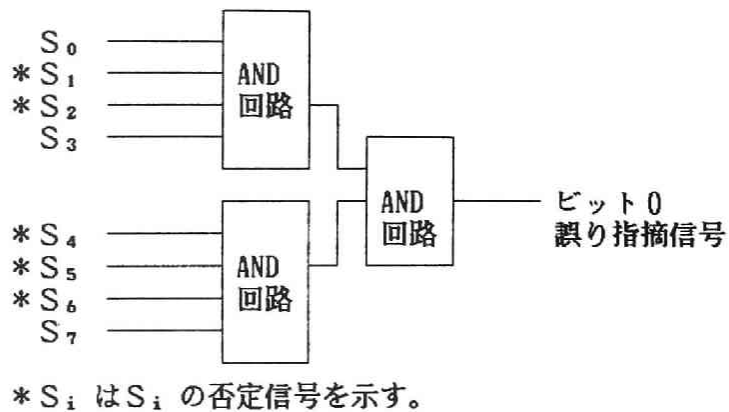 S₀
*S₁
*S₂
S₃
AND
回路
*S₄
*S₅
*S₆
S₇
AND
回路
AND
回路
ビット0
誤り指摘信号
*Sᵢ はSᵢ の否定信号を示す。